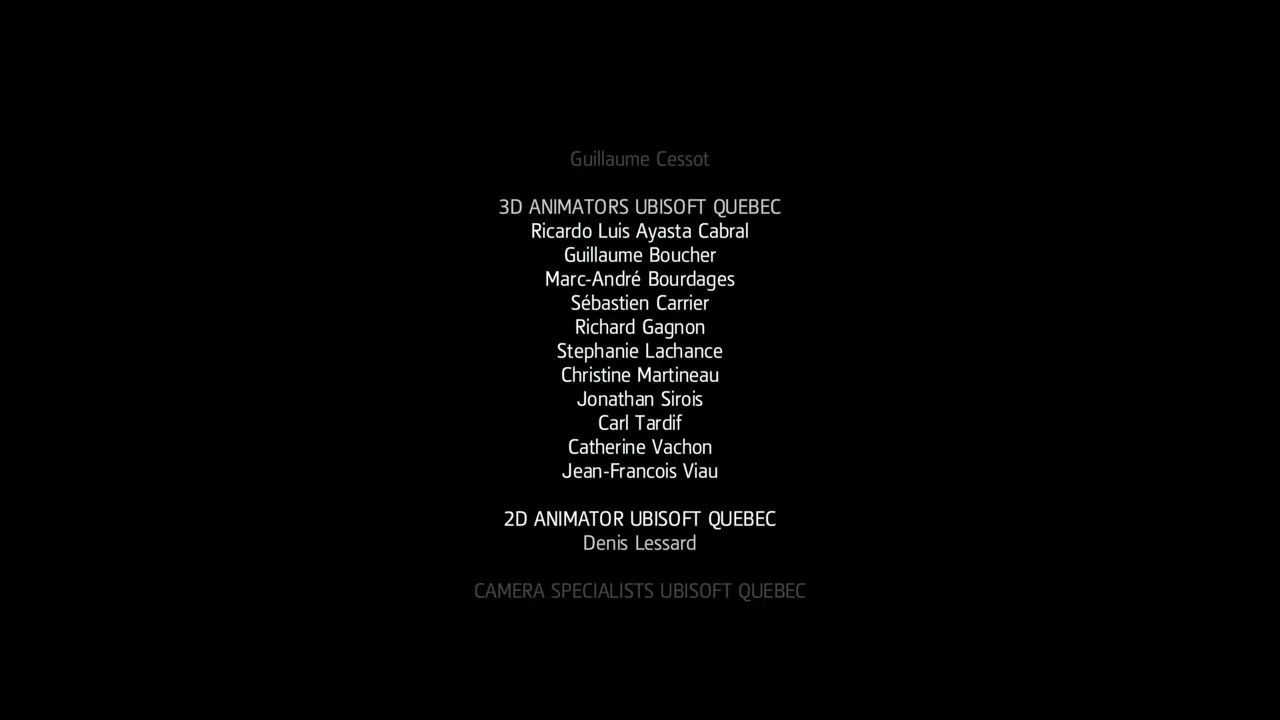 Guillaume Cessot
3D ANIMATORS UBISOFT QUEBEC
Ricardo Luis Ayasta Cabral
Guillaume Boucher
Marc-André Bourdages
Sébastien Carrier
Richard Gagnon
Stephanie Lachance
Christine Martineau
Jonathan Sirois
Carl Tardif
Catherine Vachon
Jean-Francois Viau
2D ANIMATOR UBISOFT QUEBEC
Denis Lessard
CAMERA SPECIALISTS UBISOFT QUEBEC